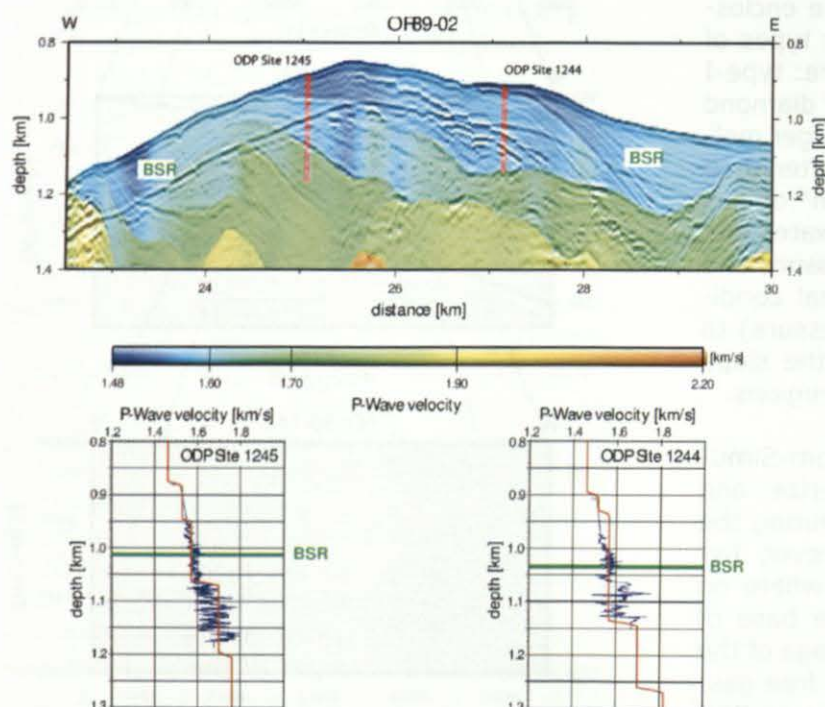 W OR89-02 E
0.8 0.8
ODP Site 1245 ODP Site 1244
1.0 1.0
BSR BSR
1.2 1.2
1.4 1.4
24 26 28 30
depth [km] depth [km]
distance [km]
[km/s]
1.48 1.60 1.70 1.90 2.20
P-Wave velocity
P-Wave velocity [km/s] P-Wave velocity [km/s]
1.2 1.4 1.6 1.8 1.2 1.4 1.6 1.8
0.8 ODP Site 1245 0.8 ODP Site 1244
0.9 0.9
1.0 1.0
BSR BSR
1.1 1.1
1.2 1.2
1.3 1.3
depth [km] depth [km]